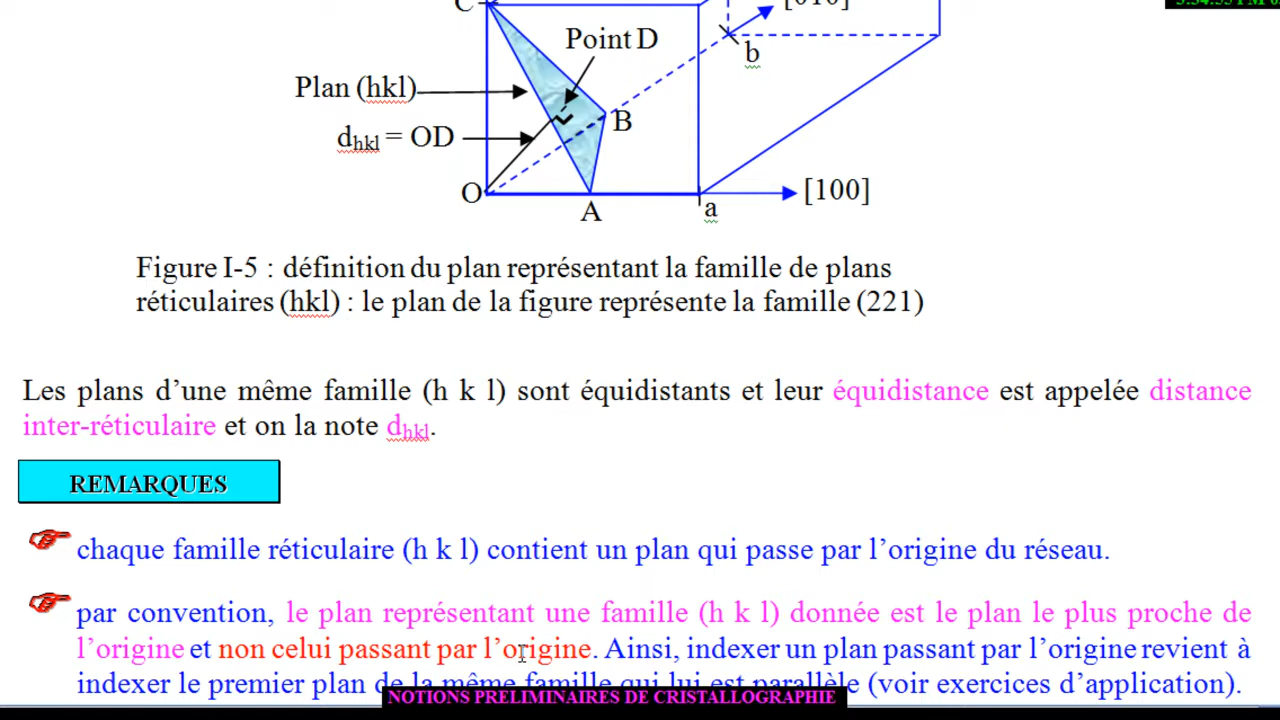 C
[010]
Point D
b
Plan (hkl)
B
dhkl = OD
O
[100]
A
a
Figure I-5 : définition du plan représentant la famille de plans
réticulaires (hkl) : le plan de la figure représente la famille (221)
Les plans d’une même famille (h k l) sont équidistants et leur équidistance est appelée distance
inter-réticulaire et on la note dhkl.
REMARQUES
chaque famille réticulaire (h k l) contient un plan qui passe par l’origine du réseau.
par convention, le plan représentant une famille (h k l) donnée est le plan le plus proche de
l’origine et non celui passant par l’origine. Ainsi, indexer un plan passant par l’origine revient à
indexer le premier plan de la même famille qui lui est parallèle (voir exercices d’application).
NOTIONS PRELIMINAIRES DE CRISTALLOGRAPHIE